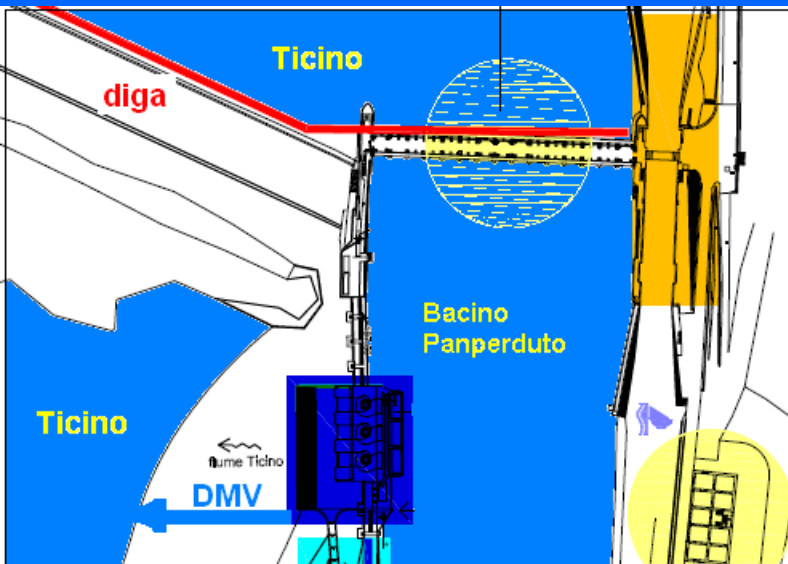 Ticino
diga
Bacino
Panperduto
Ticino
fiume Ticino
DMV